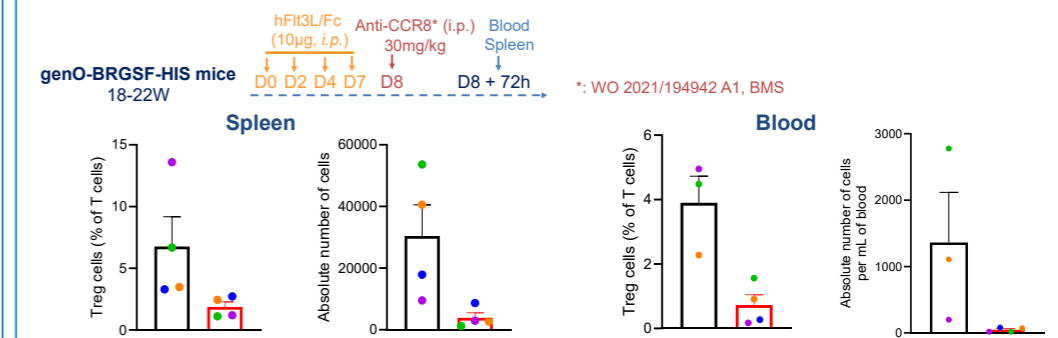 hFlt3L/Fc
(10µg, i.p.)
Anti-CCR8* (i.p.)
30mg/kg
Blood
Spleen
genO-BRGSF-HIS mice
18-22W
D0 D2 D4 D7 D8 D8 + 72h
*: WO 2021/194942 A1, BMS
Spleen
Blood
Treg cells (% of T cells)
15
10
5
0
Absolute number of cells
60000
40000
20000
0
Treg cells (% of T cells)
6
4
2
0
Absolute number of cells
per mL of blood
3000
2000
1000
0